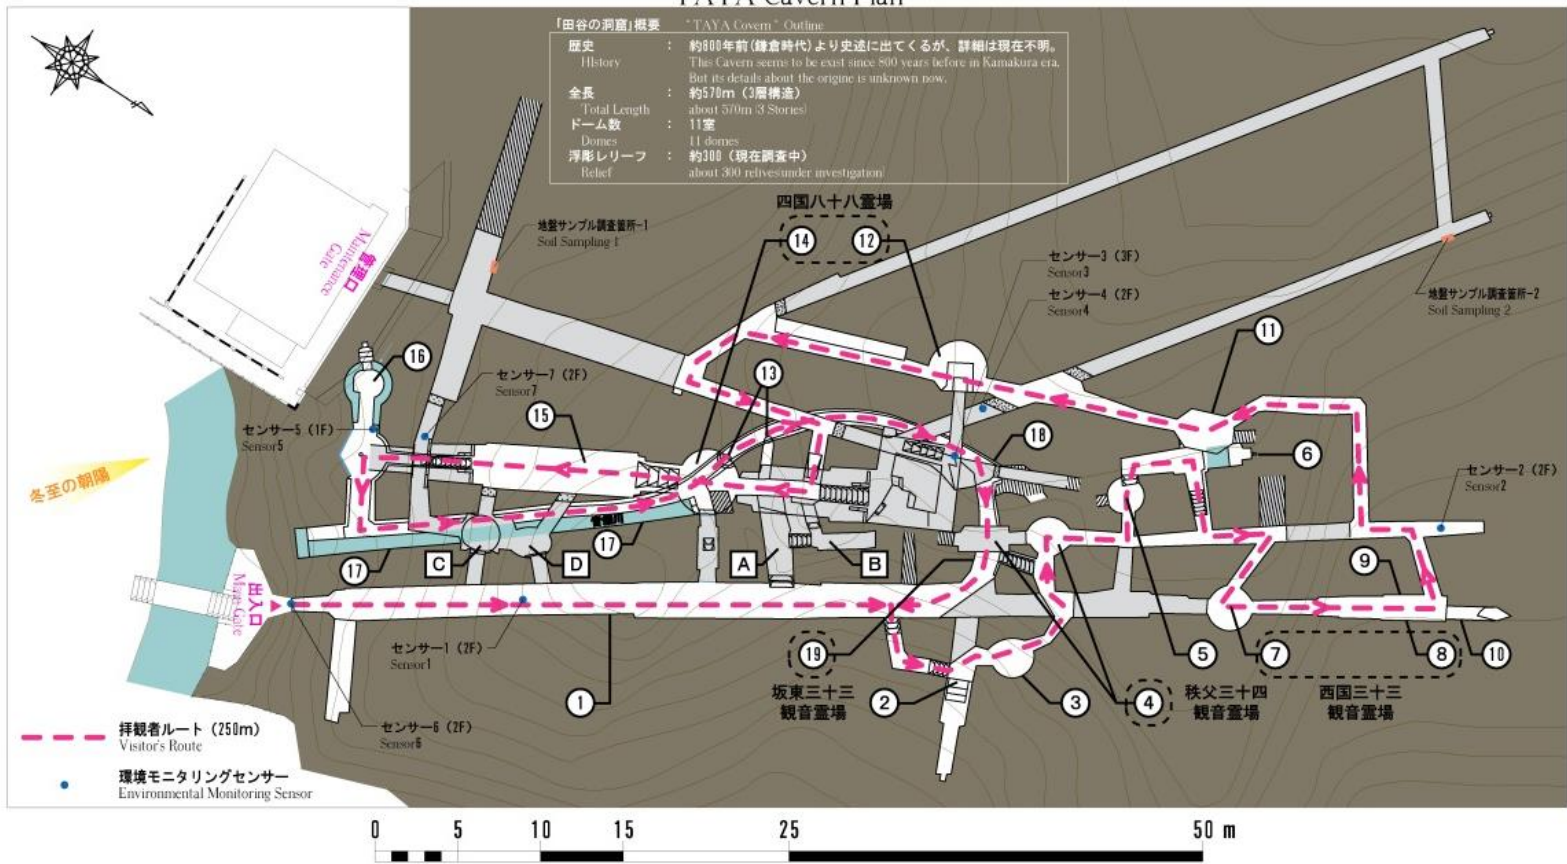 TAYA Cavern Plan
「田谷の洞窟」概要 "TAYA Covern" Outline
歴史 : 約800年前(鎌倉時代)より史述に出てくるが、詳細は現在不明。
History This Cavern seems to be exist since 800 years before in Kamakura era.
But its details about the origine is unknown now.
全長 : 約570m (3層構造)
Total Length about 570m (3 Stories)
ドーム数 : 11室
Domes 11 domes
浮彫レリーフ : 約300 (現在調査中)
Relief about 300 relives(under investigation)
四国八十八霊場
14 12
地盤サンプル調査箇所-1
Soil Sampling 1
管理口
Maintenance
Gate
センサー3 (3F)
Sensor3
センサー4 (2F)
Sensor4
地盤サンプル調査箇所-2
Soil Sampling 2
11
16
13
センサー7 (2F)
Sensor7
15
センサー5 (1F)
Sensor5
18
6
センサー2 (2F)
Sensor2
冬至の朝陽
17
17
C
D
A
B
9
出入口
Main Gate
センサー1 (2F)
Sensor1
19
坂東三十三
観音霊場
1
2
3
4
5
秩父三十四
観音霊場
7
8
10
西国三十三
観音霊場
センサー6 (2F)
Sensor6
拝観者ルート (250m)
Visitor's Route
環境モニタリングセンサー
Environmental Monitoring Sensor
0 5 10 15 25 50 m